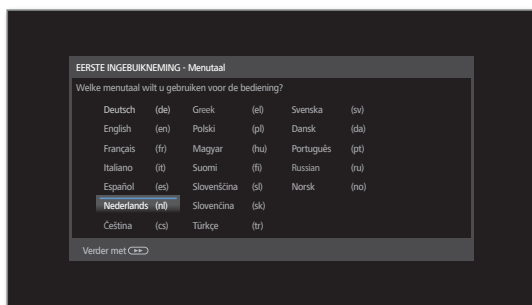 EERSTE INGEBUIKNEMING - Menutaal
Welke menutaal wilt u gebruiken voor de bediening?
Deutsch (de) Greek (el) Svenska (sv)
English (en) Polski (pl) Dansk (da)
Français (fr) Magyar (hu) Português (pt)
Italiano (it) Suomi (fi) Russian (ru)
Español (es) Slovenščina (sl) Norsk (no)
Nederlands (nl) Slovenčina (sk)
Čeština (cs) Türkçe (tr)
Verder met